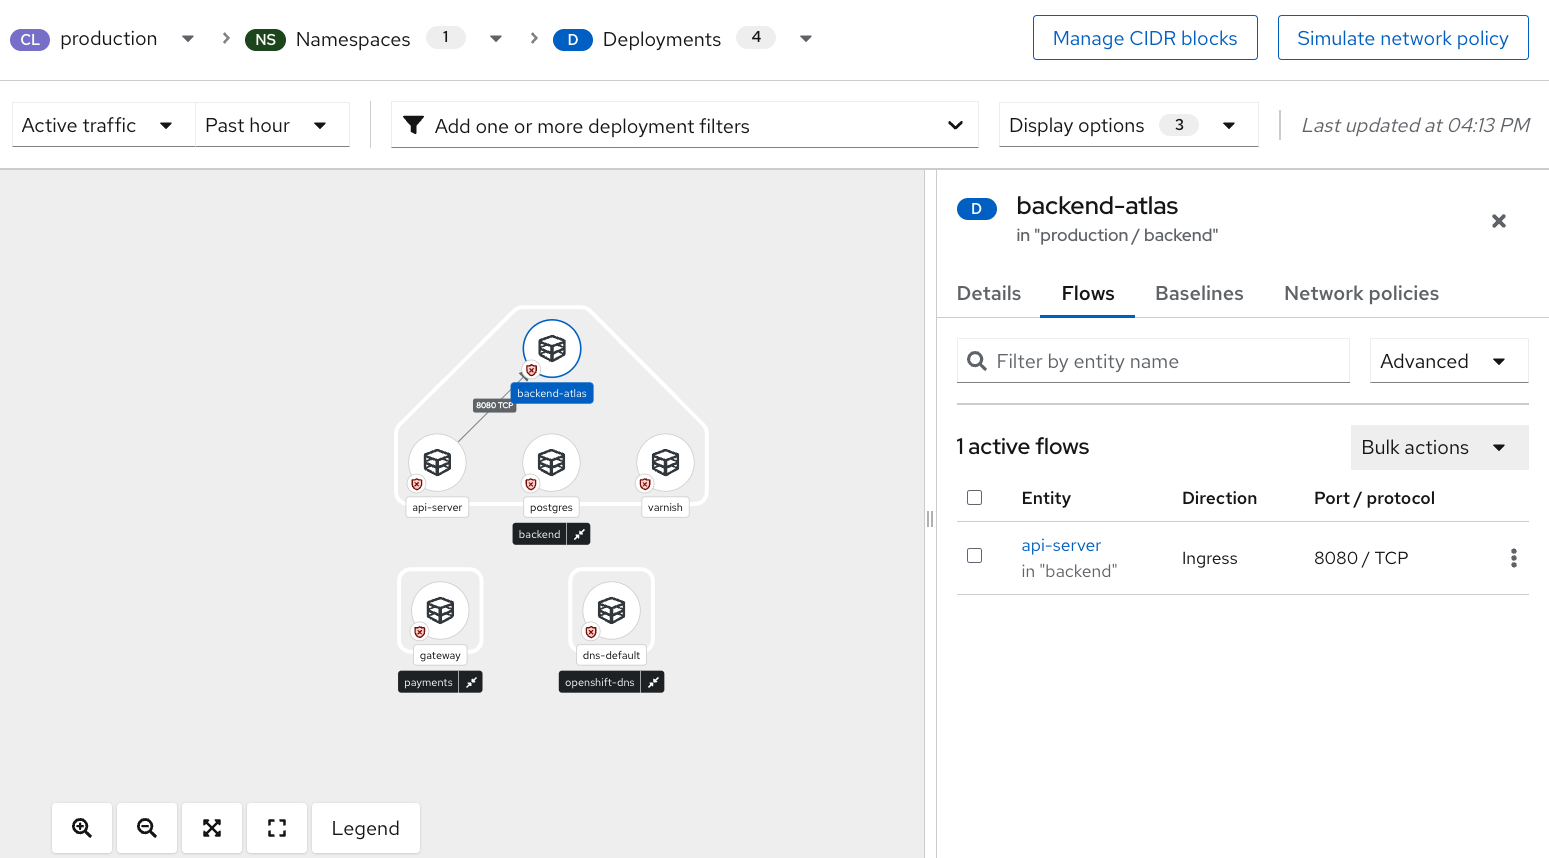 CL production NS Namespaces 1 D Deployments 4 Manage CIDR blocks Simulate network policy
Active traffic Past hour Add one or more deployment filters Display options 3 Last updated at 04:13 PM
backend-atlas
8080 TCP
api-server postgres varnish
backend
gateway dns-default
payments openshift-dns
Legend
D backend-atlas
in "production / backend"
Details Flows Baselines Network policies
Filter by entity name Advanced
1 active flows Bulk actions
Entity Direction Port / protocol
api-server
in "backend" Ingress 8080 / TCP